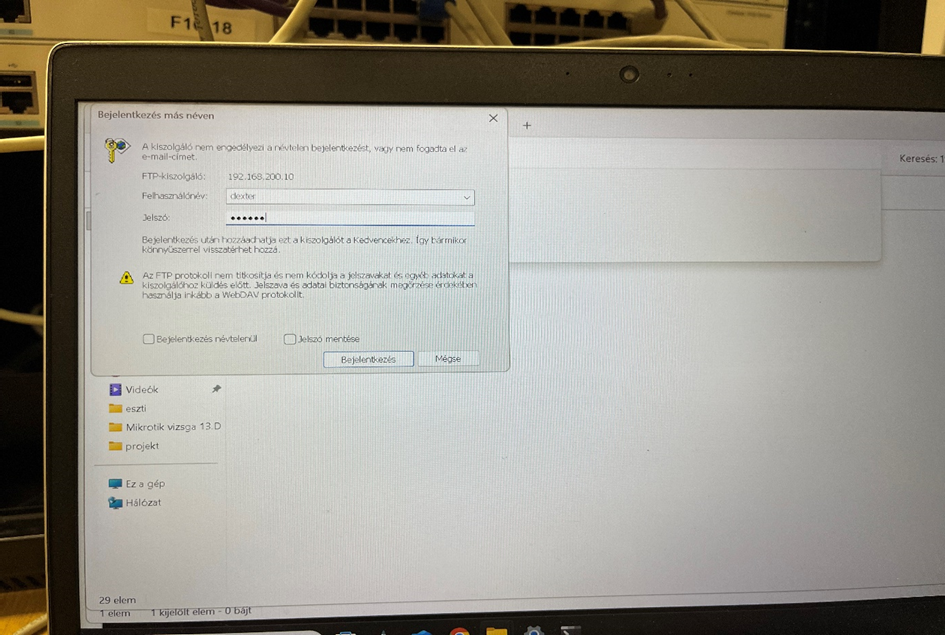 18
Bejelentkezés más néven
A kiszolgáló nem engedélyezi a névtelen bejelentkezést, vagy nem fogadta el az
e-mail-címet.
FTP-kiszolgáló: 192.168.200.10
Felhasználónév: dexter
Jelszó: ••••••
Bejelentkezés után hozzáadhatja ezt a kiszolgálót a Kedvencekhez. Így bármikor
könnyűszerrel visszatérhet hozzá.
Az FTP protokoll nem titkosítja és nem kódolja a jelszavakat és egyéb adatokat a
kiszolgálóhoz küldés előtt. Jelszava és adatai biztonságának megőrzése érdekében
használja inkább a WebDAV protokollt.
Bejelentkezés névtelenül
Jelszó mentése
Bejelentkezés
Mégse
Keresés: 1
Videók
eszti
Mikrotik vizsga 13.D
projekt
Ez a gép
Hálózat
29 elem
1 elem 1 kijelölt elem - 0 bájt